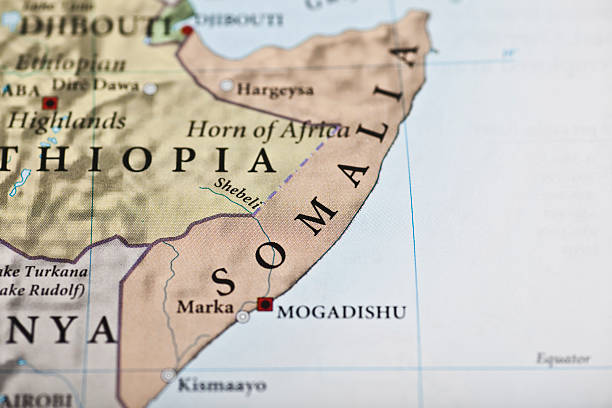 DJIBOUTI
DJIBOUTI
Ethiopian
ABA
Dire Dawa
Hargeysa
Highlands
Horn of Africa
THIOPIA
SOMALIA
Shebeli
ke Turkana
ake Rudolf)
Marka
MOGADISHU
NYA
Equator
Kismaayo
AIROBI